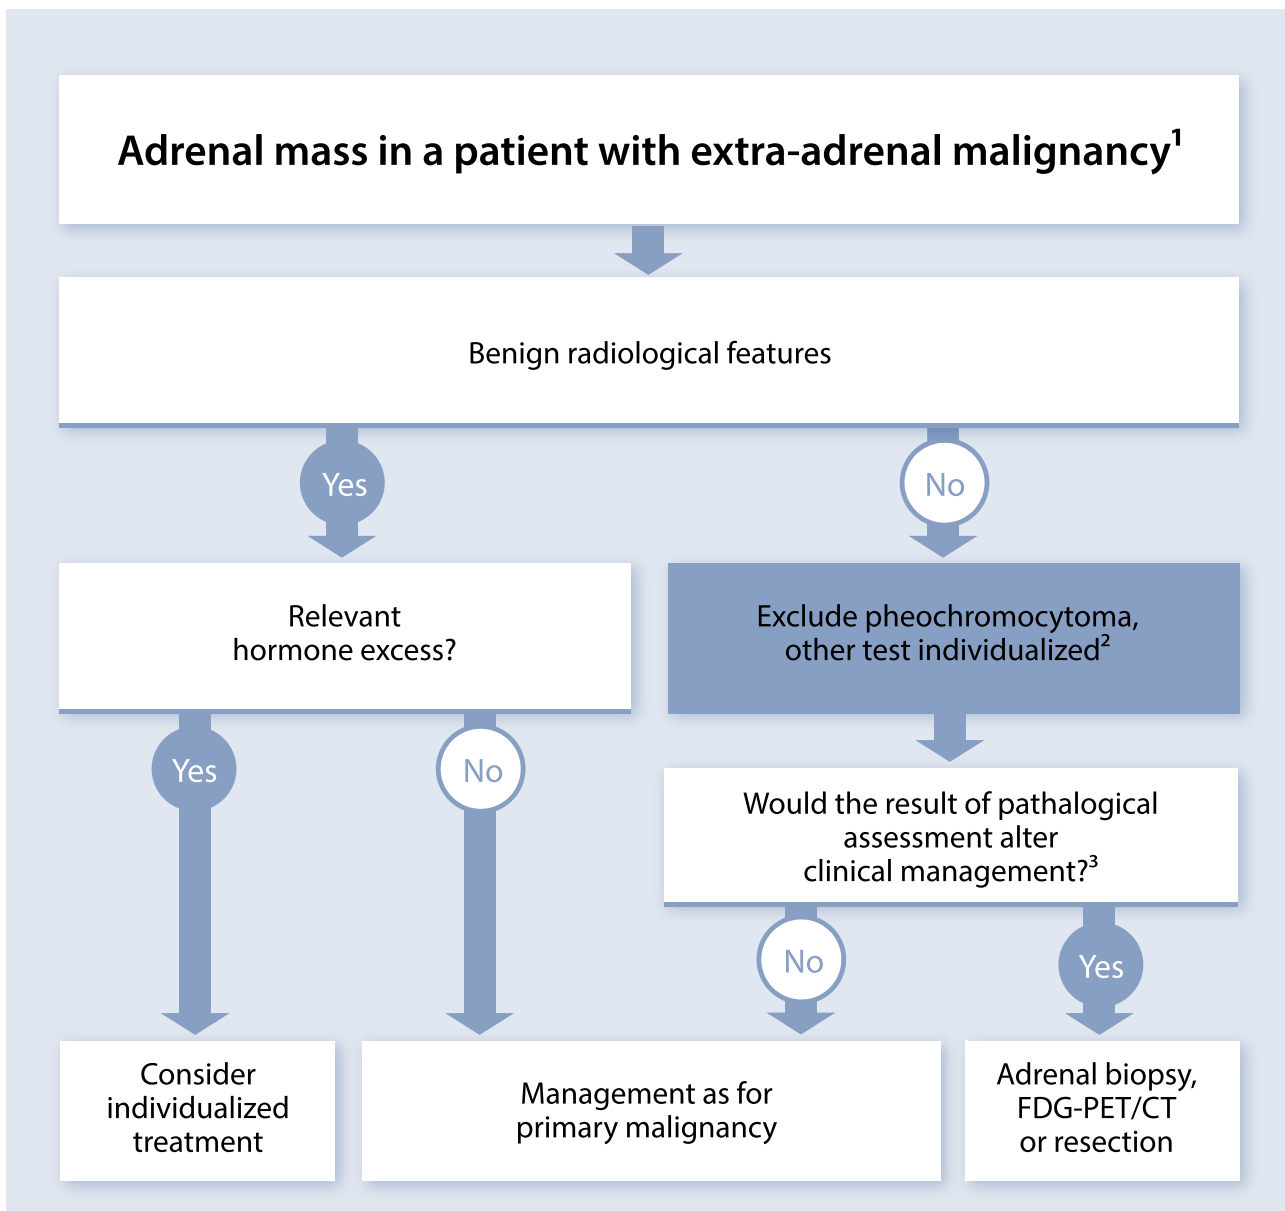 Adrenal mass in a patient with extra-adrenal malignancy¹
Benign radiological features
Yes
No
Relevant
hormone excess?
Exclude pheochromocytoma,
other test individualized²
Yes
No
Would the result of pathalogical
assessment alter
clinical management?³
No
Yes
Consider
individualized
treatment
Management as for
primary malignancy
Adrenal biopsy,
FDG-PET/CT
or resection